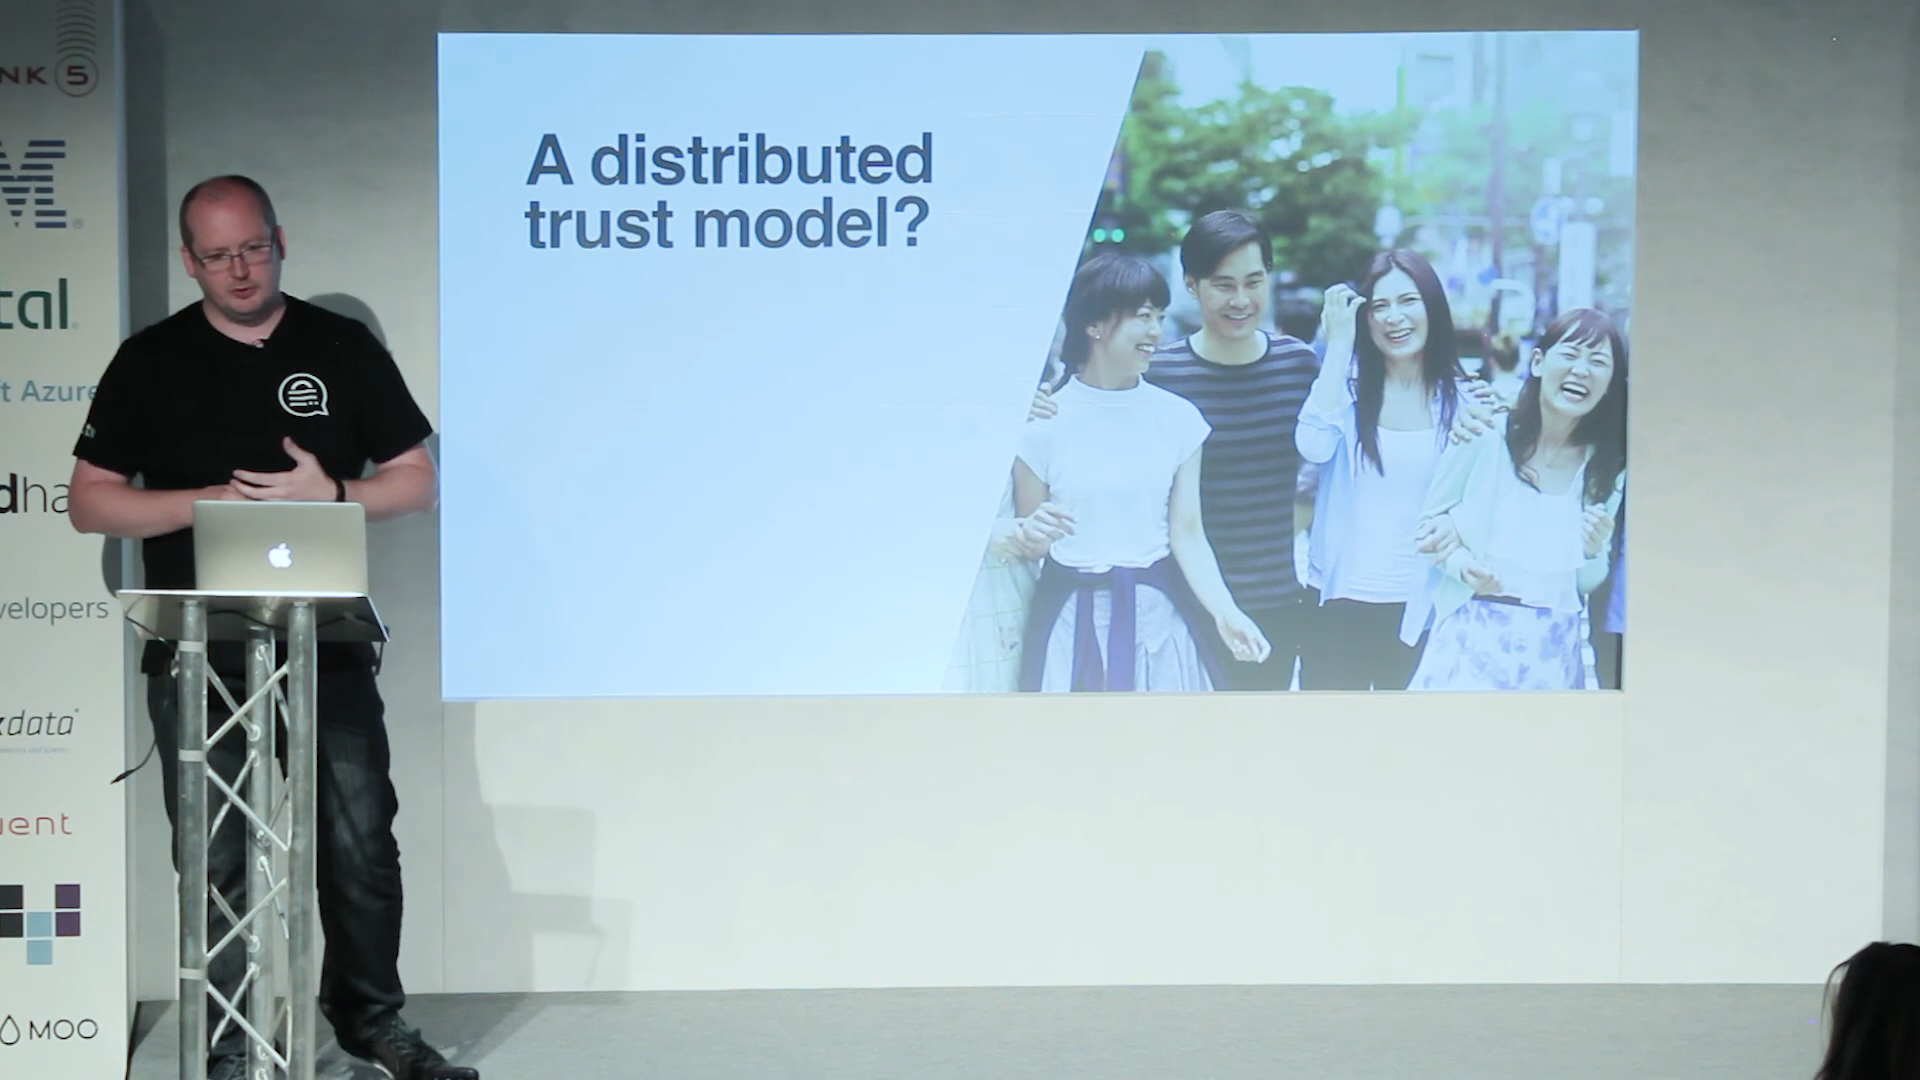 A distributed
trust model?
NK 5
M
tal
t Azure
dha
velopers
data
uent
MOO